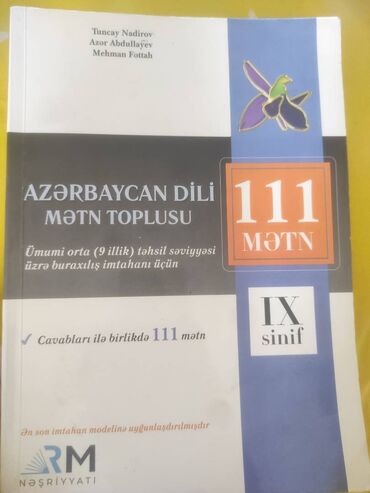 Tuncay Nadirov
Azər Abdullayev
Mehman Fəttah
AZƏRBAYCAN DİLİ
MƏTN TOPLUSU
111
MƏTN
Ümumi orta (9 illik) təhsil səviyyəsi
üzrə buraxılış imtahanı üçün
IX
sinif
✓ Cavabları ilə birlikdə 111 mətn
Ən son imtahan modelinə uyğunlaşdırılmışdır
RM
NƏŞRİYYATI